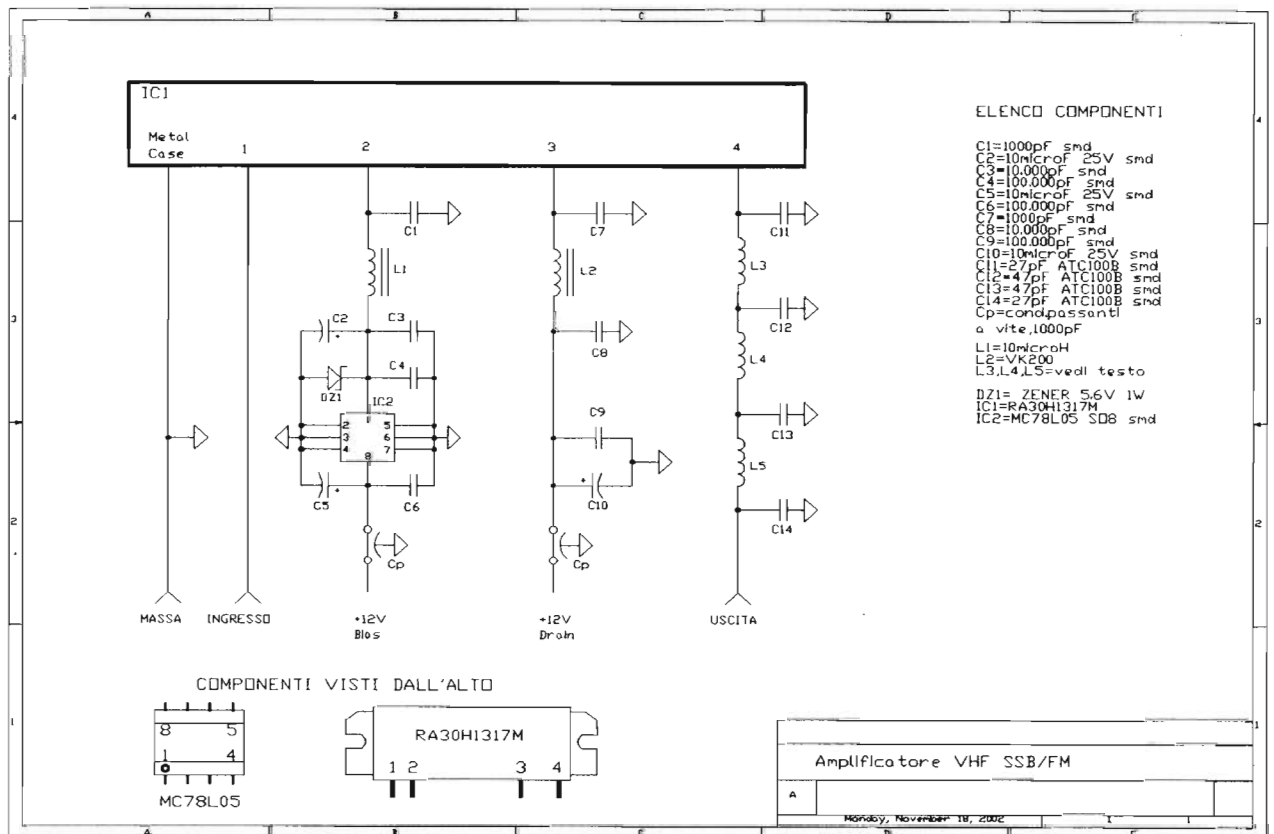 A B C D E
4
3
2
1
IC1
Metal
Case
1 2 3 4
C1
C7
C11
L1
L2
L3
C2 C3
C12
C8
C4
L4
DZ1
IC2
1
C9
2 5
3 6
4 7
8
C13
L5
C5 C6
C10
C14
Cp
Cp
MASSA INGRESSO +12V +12V USCITA
Bias Drain
ELENCO COMPONENTI
C1=1000pF smd
C2=10microF 25V smd
C3=10.000pF smd
C4=100.000pF smd
C5=10microF 25V smd
C6=100.000pF smd
C7=1000pF smd
C8=10.000pF smd
C9=100.000pF smd
C10=10microF 25V smd
C11=27pF ATC100B smd
C12=47pF ATC100B smd
C13=47pF ATC100B smd
C14=27pF ATC100B smd
Cp=cond.passanti
a vite,1000pF
L1=10microH
L2=VK200
L3,L4,L5=vedi testo
DZ1= ZENER 5.6V 1W
IC1=RA30H1317M
IC2=MC78L05 SO8 smd
COMPONENTI VISTI DALL'ALTO
8 5
1 4
MC78L05
RA30H1317M
1 2 3 4
Amplificatore VHF SSB/FM
A
Monday, November 18, 2002 1 1